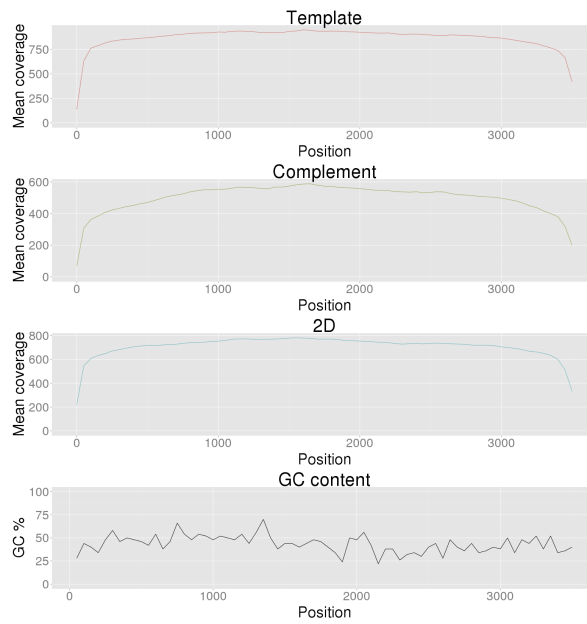 Template
Mean coverage
750
500
250
0
0 1000 2000 3000
Position
Complement
Mean coverage
600
400
200
0
0 1000 2000 3000
Position
2D
Mean coverage
800
600
400
200
0
0 1000 2000 3000
Position
GC content
GC %
100
75
50
25
0
0 1000 2000 3000
Position